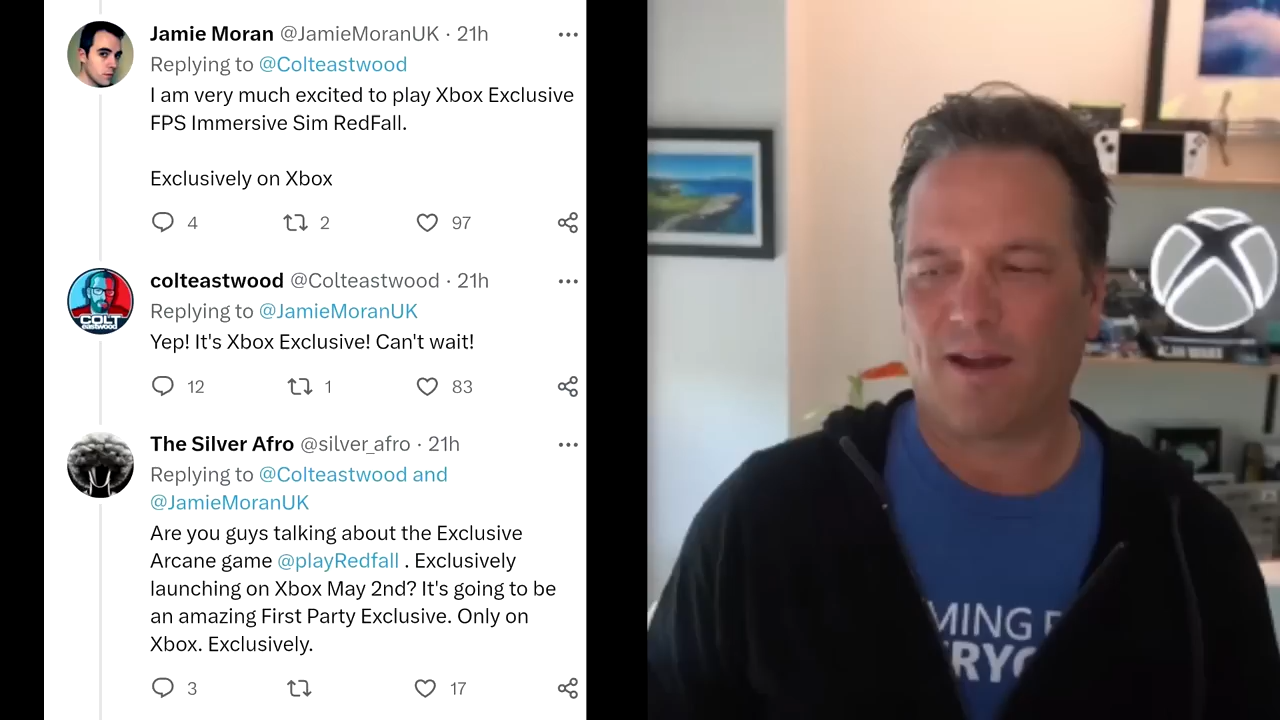 Jamie Moran @JamieMoranUK · 21h
Replying to @Colteastwood
I am very much excited to play Xbox Exclusive
FPS Immersive Sim RedFall.
Exclusively on Xbox
4 2 97
colteastwood @Colteastwood · 21h
Replying to @JamieMoranUK
Yep! It's Xbox Exclusive! Can't wait!
12 1 83
COLT
eastwood
The Silver Afro @silver_afro · 21h
Replying to @Colteastwood and
@JamieMoranUK
Are you guys talking about the Exclusive
Arcane game @playRedfall . Exclusively
launching on Xbox May 2nd? It's going to be
an amazing First Party Exclusive. Only on
Xbox. Exclusively.
3 17
MING E
RYO